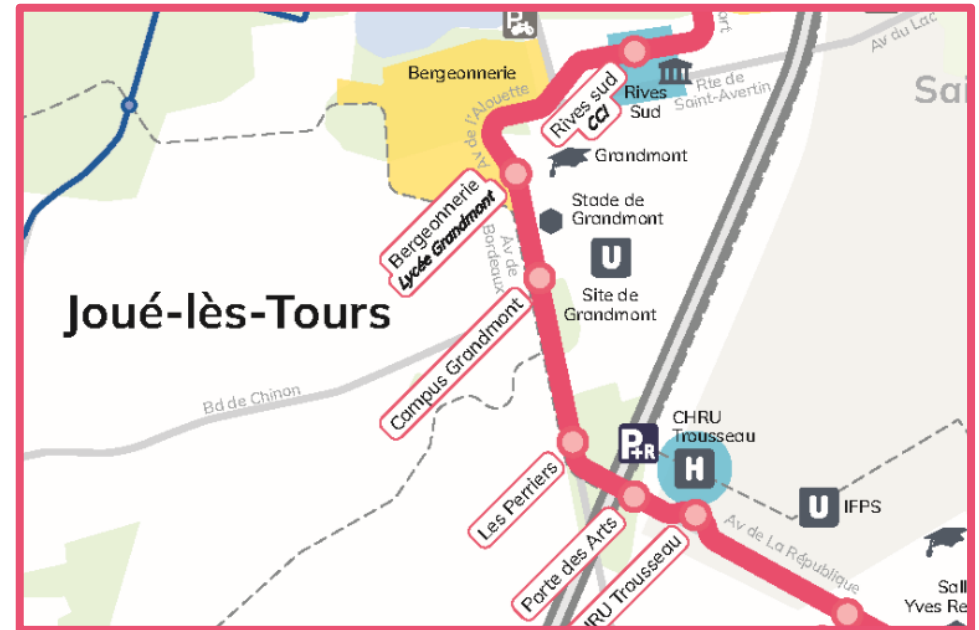 P
Bergeonnerie
Av de l'Alouette
Rives sud
CCI
Rives
Sud
Rte de
Saint-Avertin
Av du Lac
Sai
Grandmont
Bergeonnerie
Lycée Grandmont
Stade de
Grandmont
Av de
Bordeaux
U
Site de
Grandmont
Joué-lès-Tours
Campus Grandmont
Bd de Chinon
CHRU
Trousseau
P+R
H
Les Perriers
U IFPS
Porte des Arts
HRU Trousseau
Av de La République
Sall
Yves Re